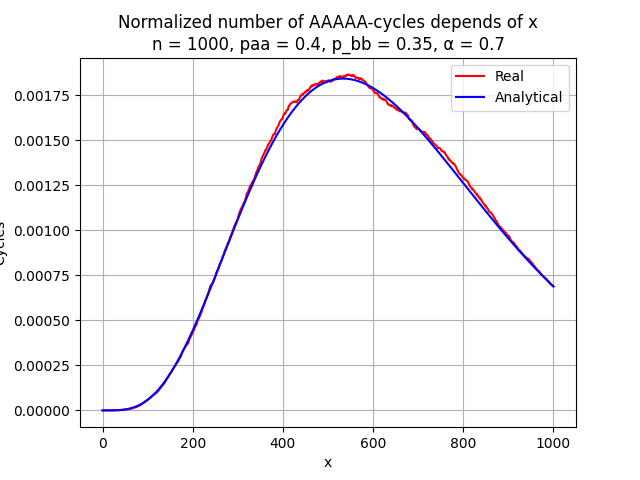 Normalized number of AAAAA-cycles depends of x
n = 1000, paa = 0.4, p_bb = 0.35, α = 0.7
Real
Analytical
0.00175
0.00150
0.00125
0.00100
0.00075
0.00050
0.00025
0.00000
0 200 400 600 800 1000
x